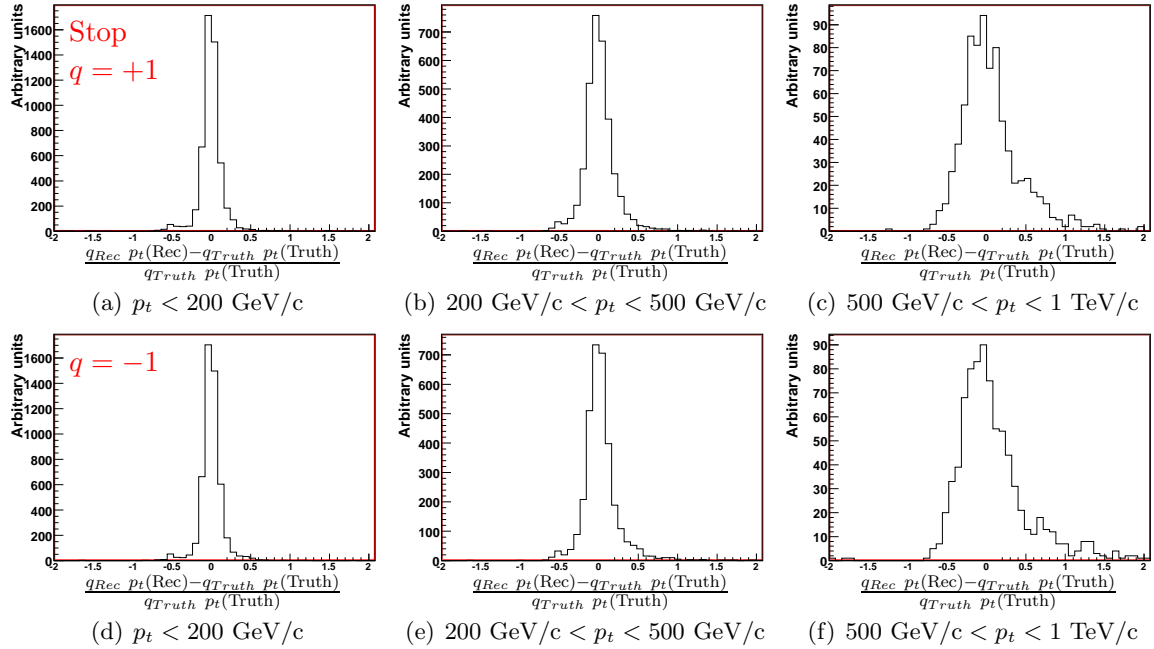 Arbitrary units
1600
1400
1200
1000
800
600
400
200
0
Stop
q = +1
-2 -1.5 -1 -0.5 0 0.5 1 1.5 2
q_Rec p_t(Rec)−q_Truth p_t(Truth)
q_Truth p_t(Truth)
(a) p_t < 200 GeV/c
Arbitrary units
700
600
500
400
300
200
100
0
-2 -1.5 -1 -0.5 0 0.5 1 1.5 2
q_Rec p_t(Rec)−q_Truth p_t(Truth)
q_Truth p_t(Truth)
(b) 200 GeV/c < p_t < 500 GeV/c
Arbitrary units
90
80
70
60
50
40
30
20
10
0
-2 -1.5 -1 -0.5 0 0.5 1 1.5 2
q_Rec p_t(Rec)−q_Truth p_t(Truth)
q_Truth p_t(Truth)
(c) 500 GeV/c < p_t < 1 TeV/c
Arbitrary units
1600
1400
1200
1000
800
600
400
200
0
q = −1
-2 -1.5 -1 -0.5 0 0.5 1 1.5 2
q_Rec p_t(Rec)−q_Truth p_t(Truth)
q_Truth p_t(Truth)
(d) p_t < 200 GeV/c
Arbitrary units
700
600
500
400
300
200
100
0
-2 -1.5 -1 -0.5 0 0.5 1 1.5 2
q_Rec p_t(Rec)−q_Truth p_t(Truth)
q_Truth p_t(Truth)
(e) 200 GeV/c < p_t < 500 GeV/c
Arbitrary units
90
80
70
60
50
40
30
20
10
0
-2 -1.5 -1 -0.5 0 0.5 1 1.5 2
q_Rec p_t(Rec)−q_Truth p_t(Truth)
q_Truth p_t(Truth)
(f) 500 GeV/c < p_t < 1 TeV/c